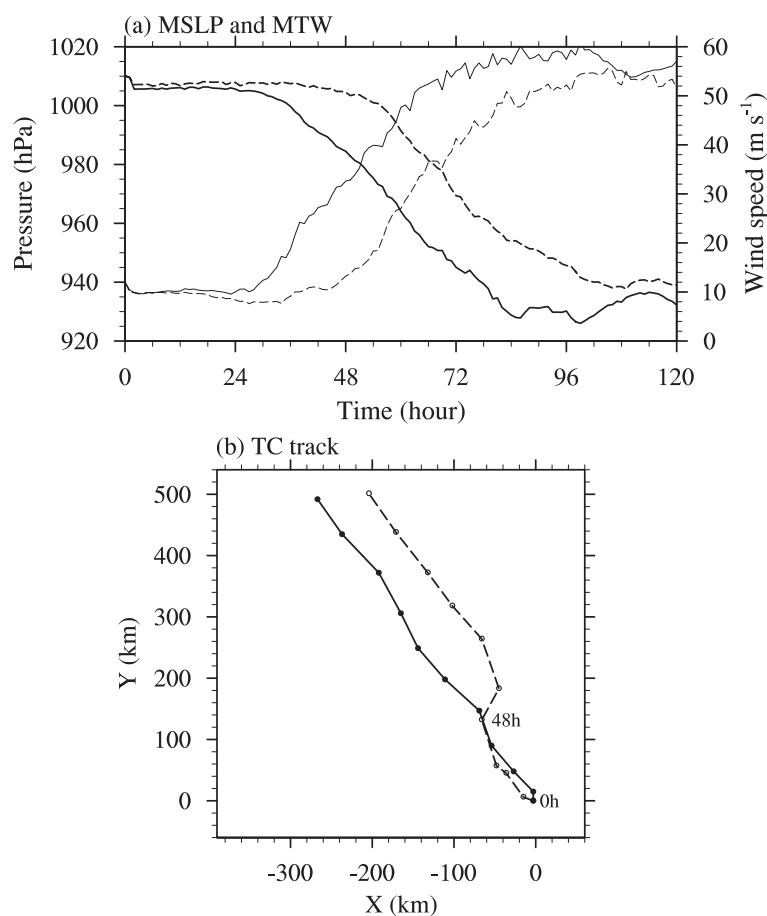 (a) MSLP and MTW
1020
1000
980
960
940
920
Pressure (hPa)
60
50
40
30
20
10
0
Wind speed (m s⁻¹)
0 24 48 72 96 120
Time (hour)
(b) TC track
500
400
300
200
100
0
Y (km)
48h
0h
-300 -200 -100 0
X (km)